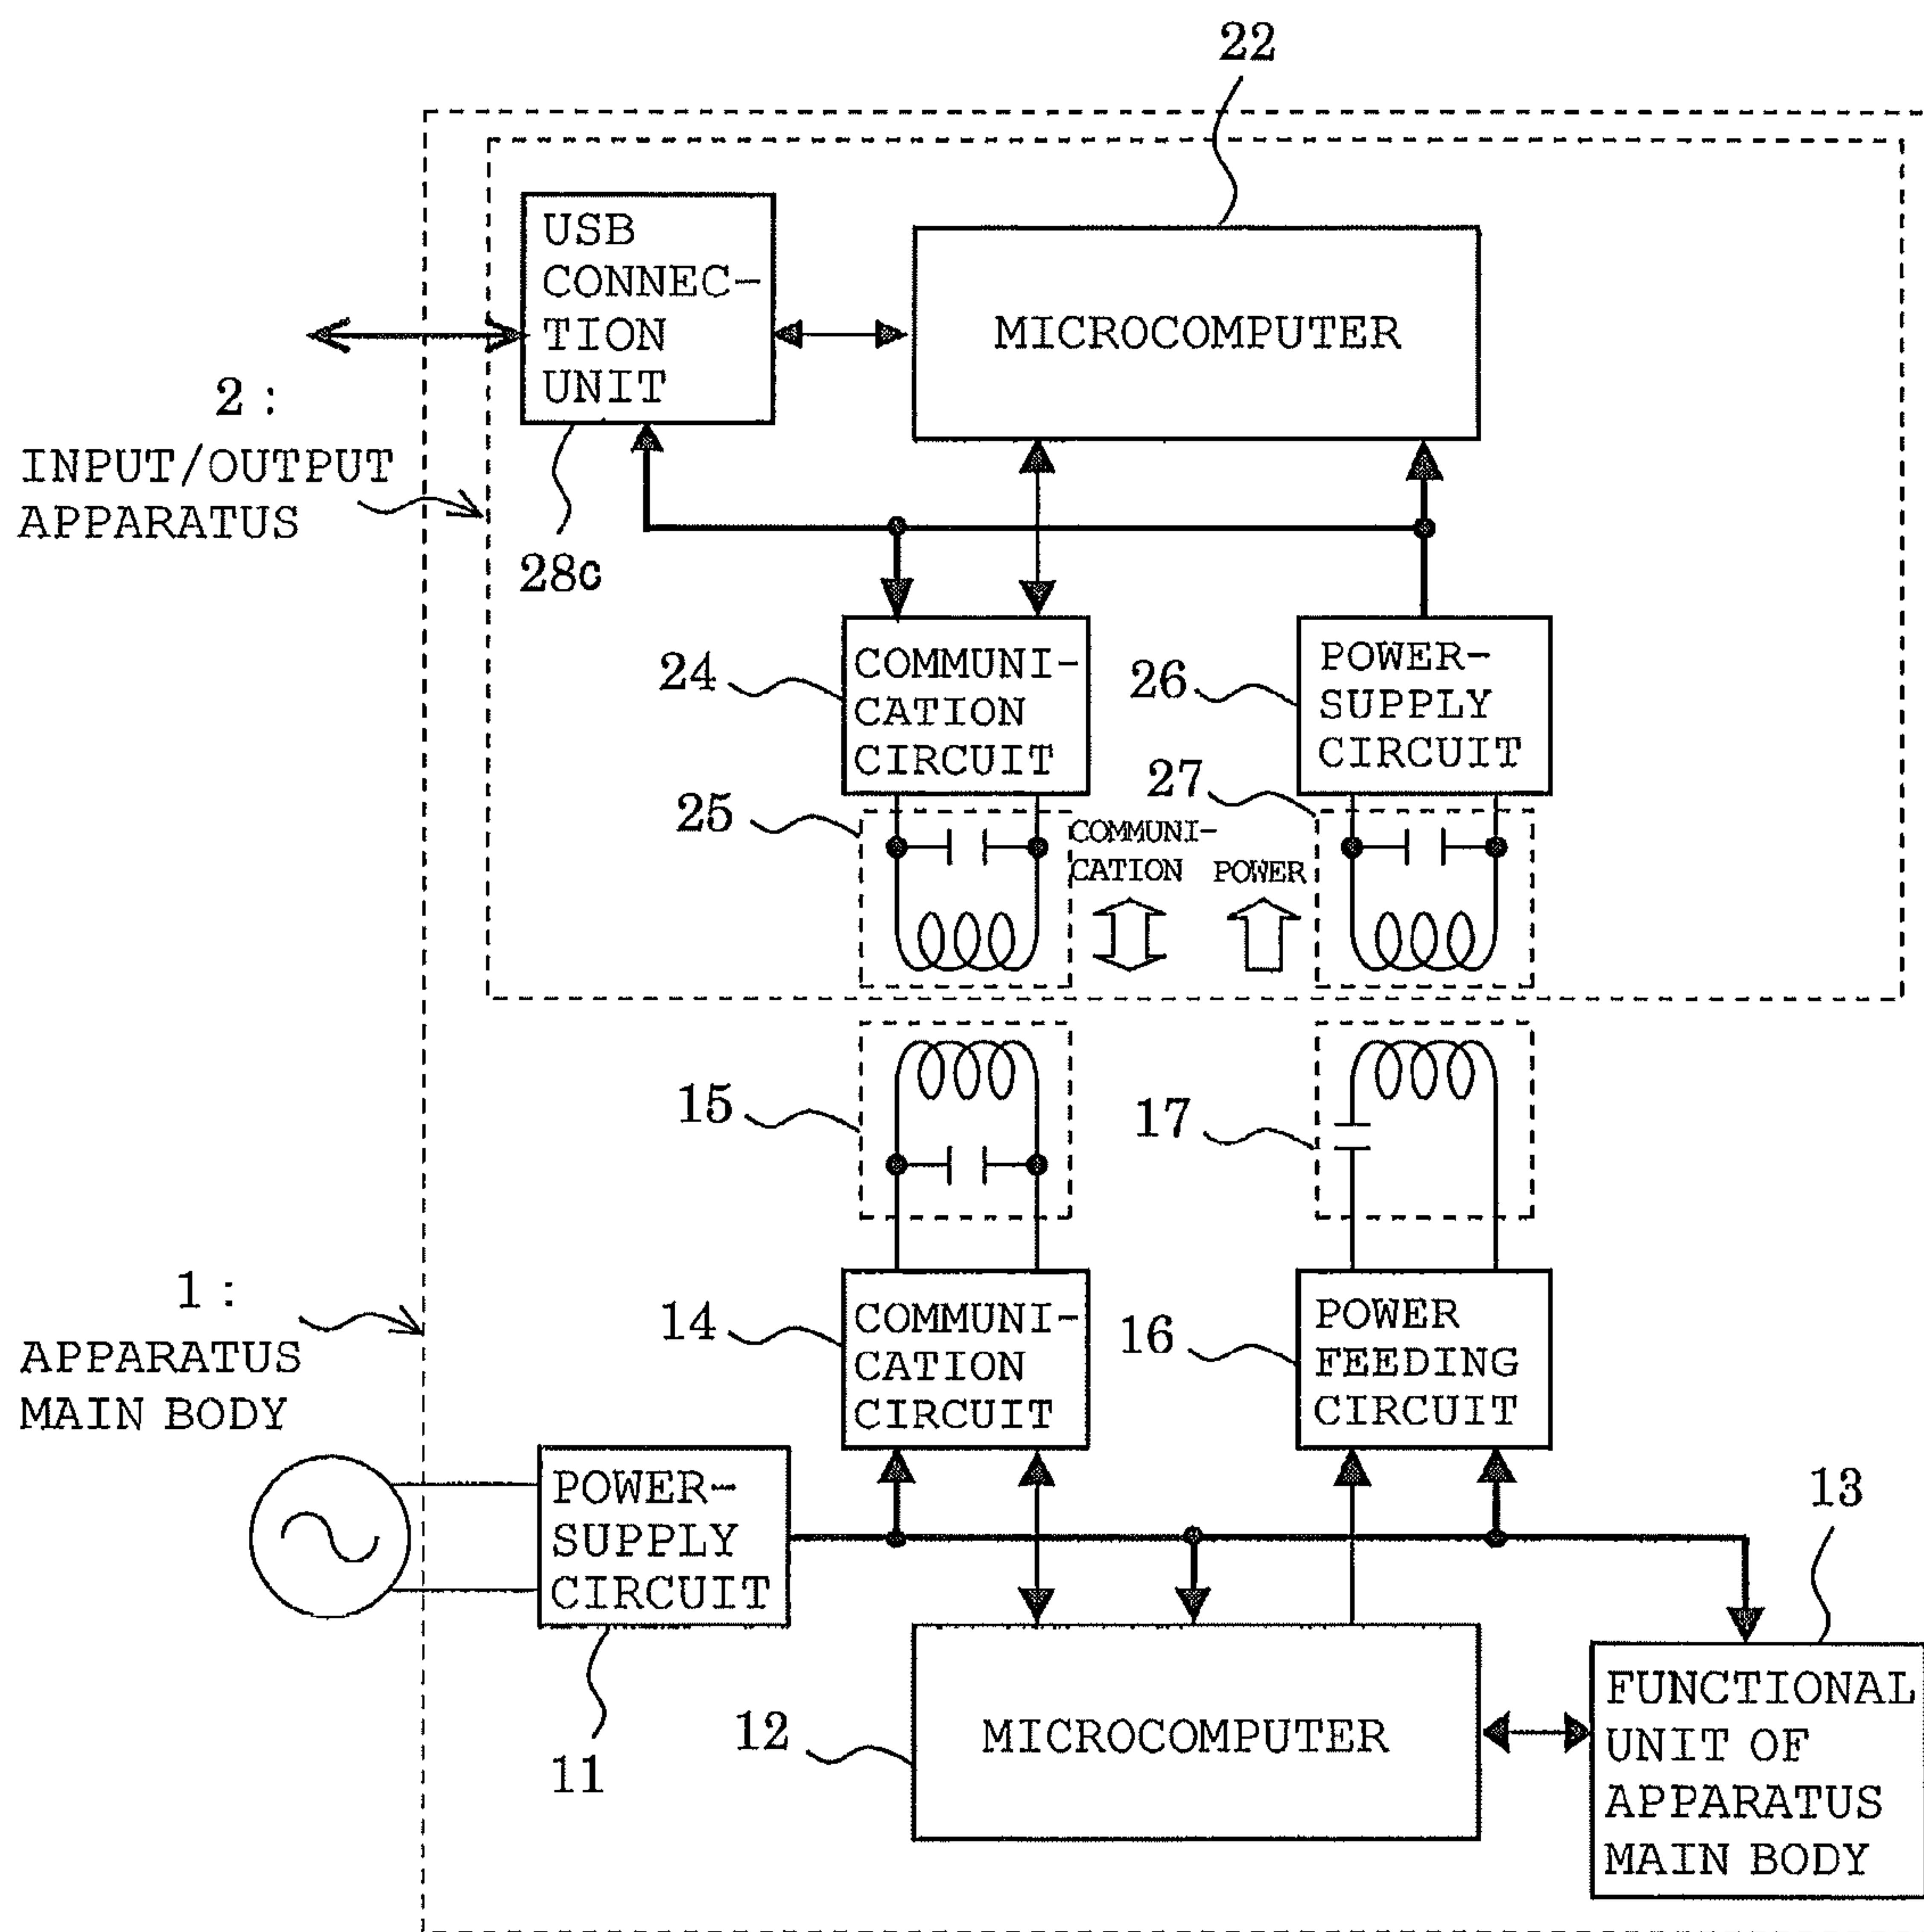 22
USB
CONNEC-
TION
UNIT
MICROCOMPUTER
2 :
INPUT/OUTPUT
APPARATUS
28c
24
COMMUNI-
CATION
CIRCUIT
26
POWER-
SUPPLY
CIRCUIT
25
COMMUNI-
CATION
POWER
27
15
17
1 :
APPARATUS
MAIN BODY
14
COMMUNI-
CATION
CIRCUIT
16
POWER
FEEDING
CIRCUIT
POWER-
SUPPLY
CIRCUIT
11
13
12
MICROCOMPUTER
FUNCTIONAL
UNIT OF
APPARATUS
MAIN BODY